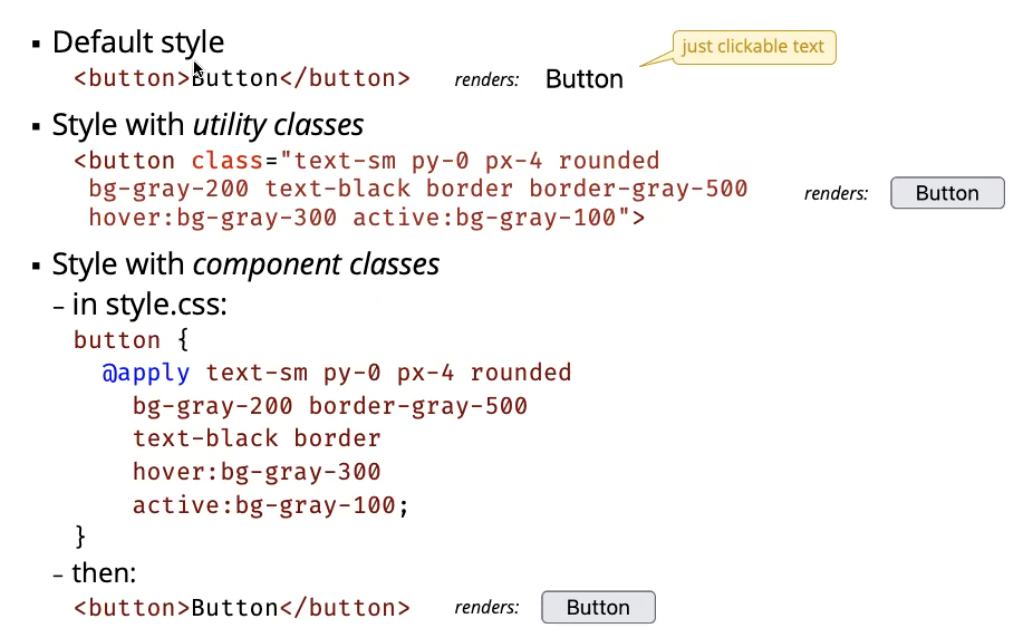 ▪ Default style
just clickable text
<button>Button</button> renders: Button
▪ Style with utility classes
<button class="text-sm py-0 px-4 rounded
bg-gray-200 text-black border border-gray-500 renders: Button
hover:bg-gray-300 active:bg-gray-100">
▪ Style with component classes
– in style.css:
button {
@apply text-sm py-0 px-4 rounded
bg-gray-200 border-gray-500
text-black border
hover:bg-gray-300
active:bg-gray-100;
}
– then:
<button>Button</button> renders: Button